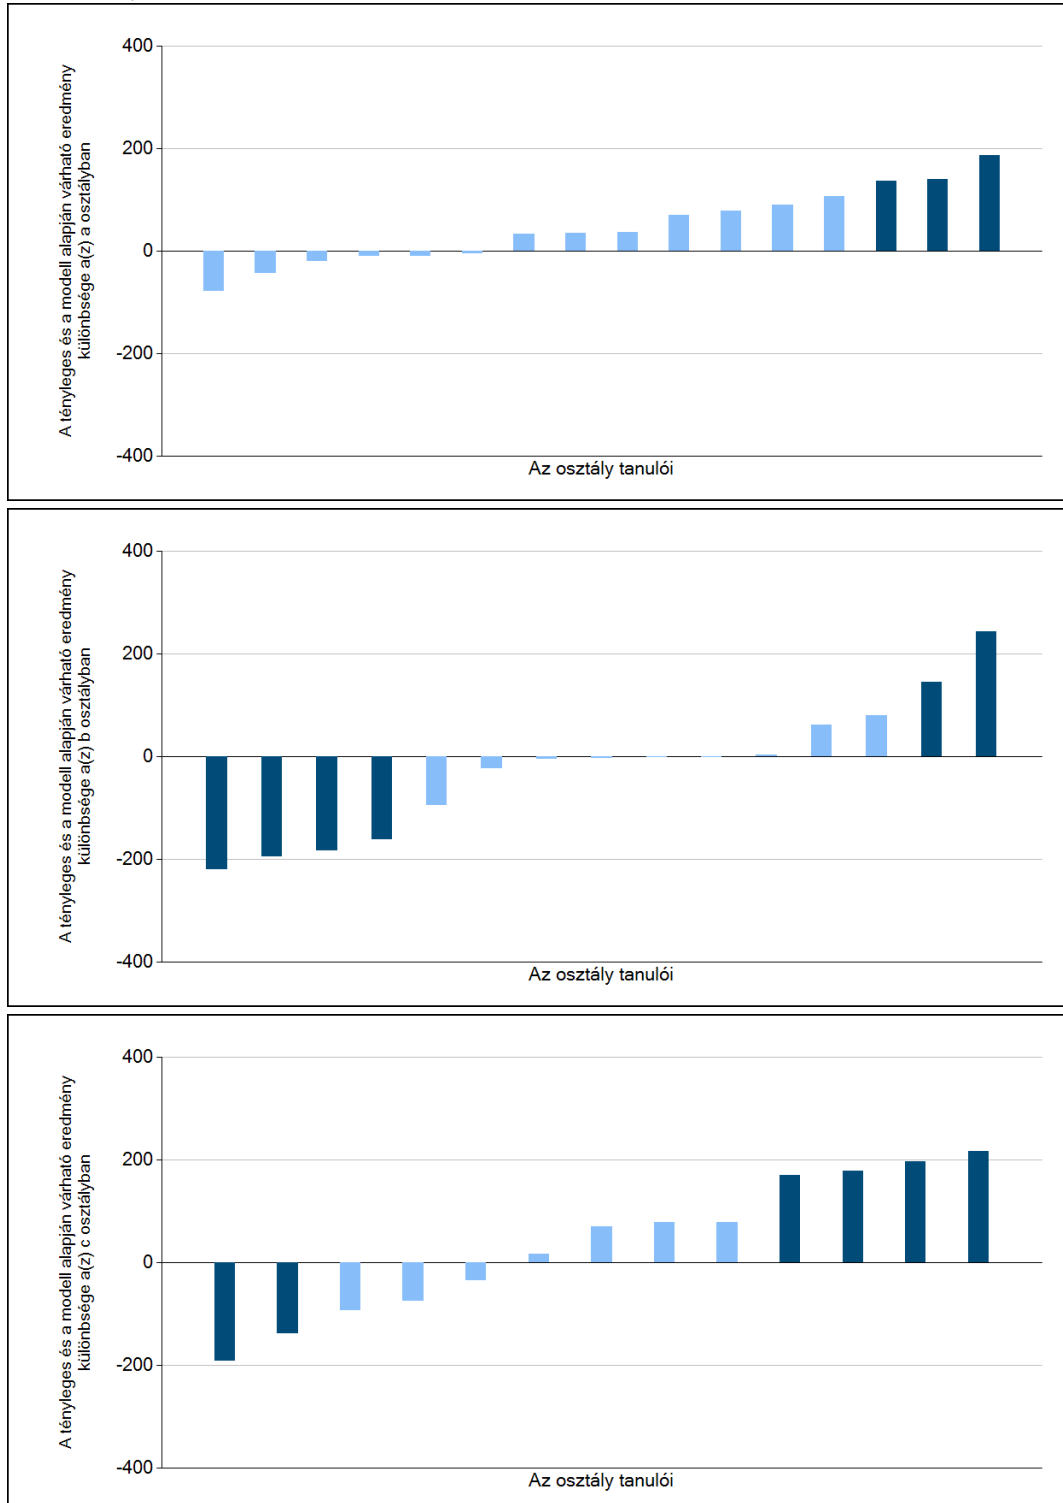 A tényleges és a modell alapján várható eredmény
különbsége a(z) a osztályban
400
200
0
-200
-400
Az osztály tanulói
A tényleges és a modell alapján várható eredmény
különbsége a(z) b osztályban
400
200
0
-200
-400
Az osztály tanulói
A tényleges és a modell alapján várható eredmény
különbsége a(z) c osztályban
400
200
0
-200
-400
Az osztály tanulói